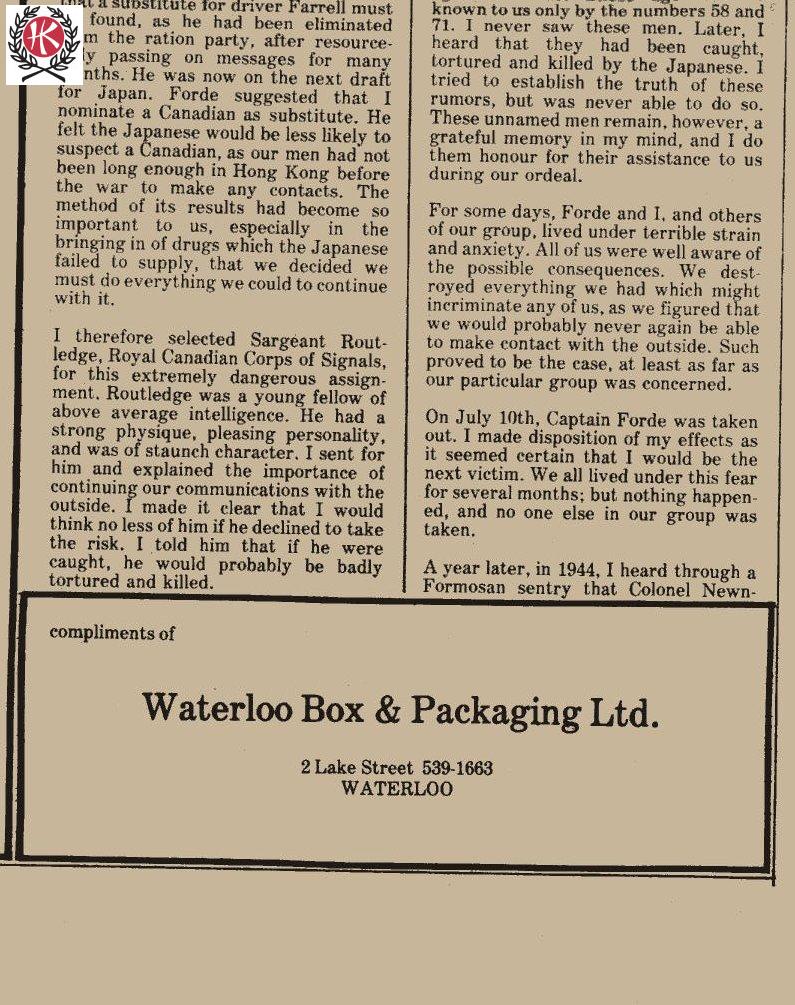 HK
that a substitute for driver Farrell must
found, as he had been eliminated
the ration party, after resource-
passing on messages for many
He was now on the next draft
for Japan. Forde suggested that I
nominate a Canadian as substitute. He
felt the Japanese would be less likely to
suspect a Canadian, as our men had not
been long enough in Hong Kong before
the war to make any contacts. The
method of its results had become so
important to us, especially in the
bringing in of drugs which the Japanese
failed to supply, that we decided we
must do everything we could to continue
with it.
I therefore selected Sargeant Rout-
ledge, Royal Canadian Corps of Signals,
for this extremely dangerous assign-
ment. Routledge was a young fellow of
above average intelligence. He had a
strong physique, pleasing personality,
and was of staunch character. I sent for
him and explained the importance of
continuing our communications with the
outside. I made it clear that I would
think no less of him if he declined to take
the risk. I told him that if he were
caught, he would probably be badly
tortured and killed.
known to us only by the numbers 58 and
71. I never saw these men. Later, I
heard that they had been caught,
tortured and killed by the Japanese. I
tried to establish the truth of these
rumors, but was never able to do so.
These unnamed men remain, however, a
grateful memory in my mind, and I do
them honour for their assistance to us
during our ordeal.
For some days, Forde and I, and others
of our group, lived under terrible strain
and anxiety. All of us were well aware of
the possible consequences. We dest-
royed everything we had which might
incriminate any of us, as we figured that
we would probably never again be able
to make contact with the outside. Such
proved to be the case, at least as far as
our particular group was concerned.
On July 10th, Captain Forde was taken
out. I made disposition of my effects as
it seemed certain that I would be the
next victim. We all lived under this fear
for several months; but nothing happen-
ed, and no one else in our group was
taken.
A year later, in 1944, I heard through a
Formosan sentry that Colonel Newn-
compliments of
Waterloo Box & Packaging Ltd.
2 Lake Street 539-1663
WATERLOO